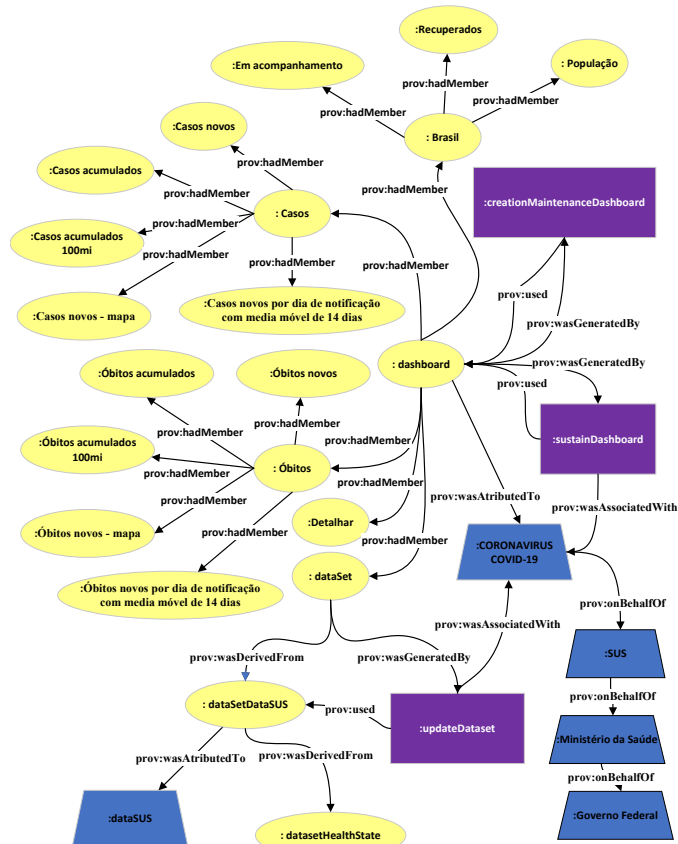 :Recuperados
:Em acompanhamento
: População
prov:hadMember
prov:hadMember
prov:hadMember
:Casos novos
: Brasil
prov:hadMember
:Casos acumulados
prov:hadMember
prov:hadMember
:creationMaintenanceDashboard
: Casos
prov:hadMember
:Casos acumulados
100mi
prov:hadMember
prov:hadMember
prov:hadMember
prov:used
:Casos novos - mapa
:Casos novos por dia de notificação
com media móvel de 14 dias
prov:wasGeneratedBy
:Óbitos acumulados
:Óbitos novos
: dashboard
prov:wasGeneratedBy
prov:used
prov:hadMember
prov:hadMember
prov:hadMember
:Óbitos acumulados
100mi
:sustainDashboard
prov:hadMember
: Óbitos
prov:hadMember
prov:hadMember
prov:wasAtributedTo
prov:wasAssociatedWith
:Óbitos novos - mapa
prov:hadMember
:Detalhar
prov:hadMember
:CORONAVIRUS
COVID-19
: dataSet
:Óbitos novos por dia de notificação
com media móvel de 14 dias
prov:onBehalfOf
prov:wasAssociatedWith
prov:wasDerivedFrom
prov:wasGeneratedBy
:SUS
prov:onBehalfOf
: dataSetDataSUS
prov:used
:updateDataset
:Ministério da Saúde
prov:wasAtributedTo
prov:wasDerivedFrom
prov:onBehalfOf
:dataSUS
:Governo Federal
: datasetHealthState